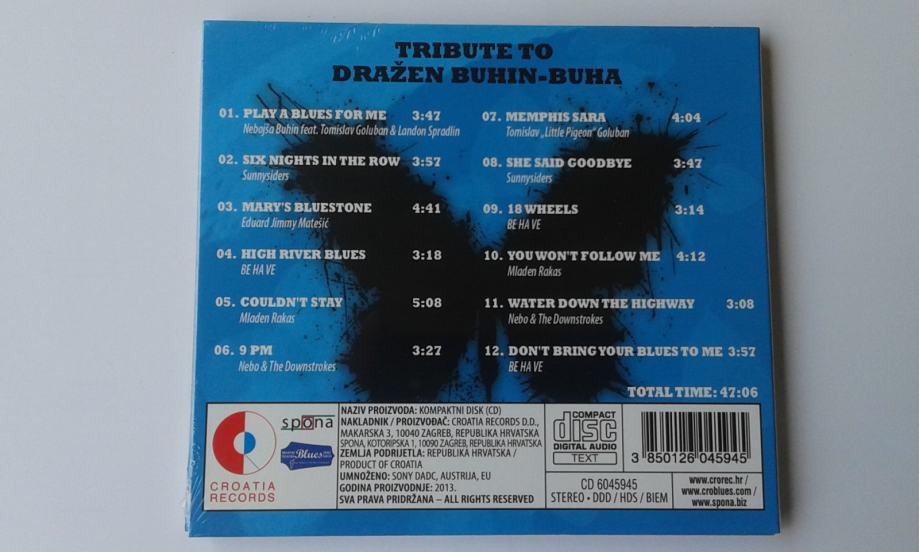 TRIBUTE TO
DRAŽEN BUHIN-BUHA
01. PLAY A BLUES FOR ME 3:47
Nebojša Buhin feat. Tomislav Goluban & Landon Spradlin
02. SIX NIGHTS IN THE ROW 3:57
Sunnysiders
03. MARY'S BLUESTONE 4:41
Eduard Jimmy Matešić
04. HIGH RIVER BLUES 3:18
BE HA VE
05. COULDN'T STAY 5:08
Mladen Rakas
06. 9 PM 3:27
Nebo & The Downstrokes
07. MEMPHIS SARA 4:04
Tomislav „Little Pigeon" Goluban
08. SHE SAID GOODBYE 3:47
Sunnysiders
09. 18 WHEELS 3:14
BE HA VE
10. YOU WON'T FOLLOW ME 4:12
Mladen Rakas
11. WATER DOWN THE HIGHWAY 3:08
Nebo & The Downstrokes
12. DON'T BRING YOUR BLUES TO ME 3:57
BE HA VE
TOTAL TIME: 47:06
CROATIA
RECORDS
spona
Blues
NAZIV PROIZVODA: KOMPAKTNI DISK (CD)
NAKLADNIK / PROIZVOĐAČ: CROATIA RECORDS D.D.,
MAKARSKA 3, 10040 ZAGREB, REPUBLIKA HRVATSKA
SPONA, KOTORIPSKA 1, 10090 ZAGREB, REPUBLIKA HRVATSKA
ZEMLJA PODRIJETLA: REPUBLIKA HRVATSKA /
PRODUCT OF CROATIA
UMNOŽENO: SONY DADC, AUSTRIJA, EU
GODINA PROIZVODNJE: 2013.
SVA PRAVA PRIDRŽANA – ALL RIGHTS RESERVED
COMPACT
disc
DIGITAL AUDIO
TEXT
3 850126 045945
CD 6045945
STEREO • DDD / HDS / BIEM
www.crorec.hr /
www.croblues.com /
www.spona.biz